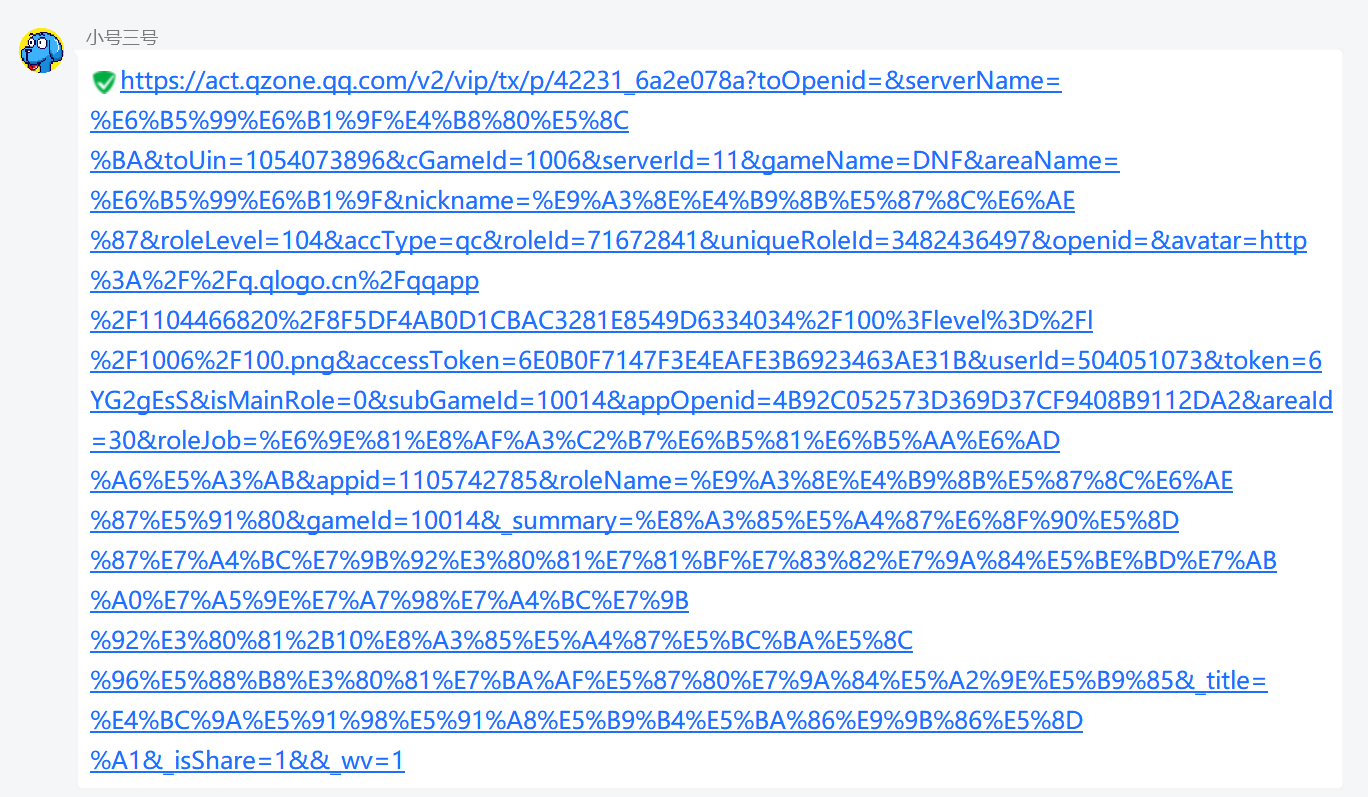 小号三号
https://act.qzone.qq.com/v2/vip/tx/p/42231_6a2e078a?toOpenid=&serverName=
%E6%B5%99%E6%B1%9F%E4%B8%80%E5%8C
%BA&toUin=1054073896&cGameId=1006&serverId=11&gameName=DNF&areaName=
%E6%B5%99%E6%B1%9F&nickname=%E9%A3%8E%E4%B9%8B%E5%87%8C%E6%AE
%87&roleLevel=104&accType=qc&roleId=71672841&uniqueRoleId=3482436497&openid=&avatar=http
%3A%2F%2Fq.qlogo.cn%2Fqqapp
%2F1104466820%2F8F5DF4AB0D1CBAC3281E8549D6334034%2F100%3Flevel%3D%2Fl
%2F1006%2F100.png&accessToken=6E0B0F7147F3E4EAFE3B6923463AE31B&userId=504051073&token=6
YG2gEsS&isMainRole=0&subGameId=10014&appOpenid=4B92C052573D369D37CF9408B9112DA2&areaId
=30&roleJob=%E6%9E%81%E8%AF%A3%C2%B7%E6%B5%81%E6%B5%AA%E6%AD
%A6%E5%A3%AB&appid=1105742785&roleName=%E9%A3%8E%E4%B9%8B%E5%87%8C%E6%AE
%87%E5%91%80&gameId=10014&_summary=%E8%A3%85%E5%A4%87%E6%8F%90%E5%8D
%87%E7%A4%BC%E7%9B%92%E3%80%81%E7%81%BF%E7%83%82%E7%9A%84%E5%BE%BD%E7%AB
%A0%E7%A5%9E%E7%A7%98%E7%A4%BC%E7%9B
%92%E3%80%81%2B10%E8%A3%85%E5%A4%87%E5%BC%BA%E5%8C
%96%E5%88%B8%E3%80%81%E7%BA%AF%E5%87%80%E7%9A%84%E5%A2%9E%E5%B9%85&_title=
%E4%BC%9A%E5%91%98%E5%91%A8%E5%B9%B4%E5%BA%86%E9%9B%86%E5%8D
%A1&_isShare=1&&_wv=1